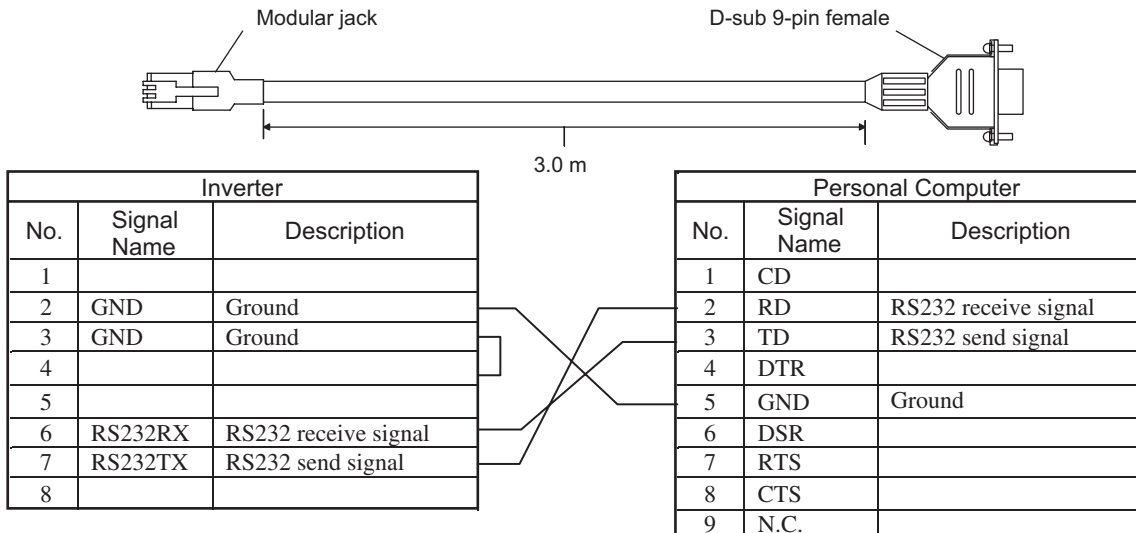 Modular jack
D-sub 9-pin female
3.0 m
Inverter
No. Signal Name Description
1
2 GND Ground
3 GND Ground
4
5
6 RS232RX RS232 receive signal
7 RS232TX RS232 send signal
8
Personal Computer
No. Signal Name Description
1 CD
2 RD RS232 receive signal
3 TD RS232 send signal
4 DTR
5 GND Ground
6 DSR
7 RTS
8 CTS
9 N.C.